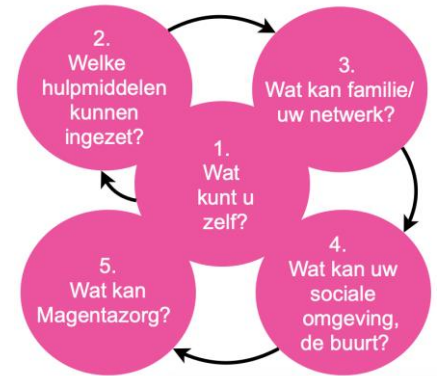 1.
Wat
kunt u
zelf?
2.
Welke
hulpmiddelen
kunnen
ingezet?
3.
Wat kan familie/
uw netwerk?
4.
Wat kan uw
sociale
omgeving,
de buurt?
5.
Wat kan
Magentazorg?